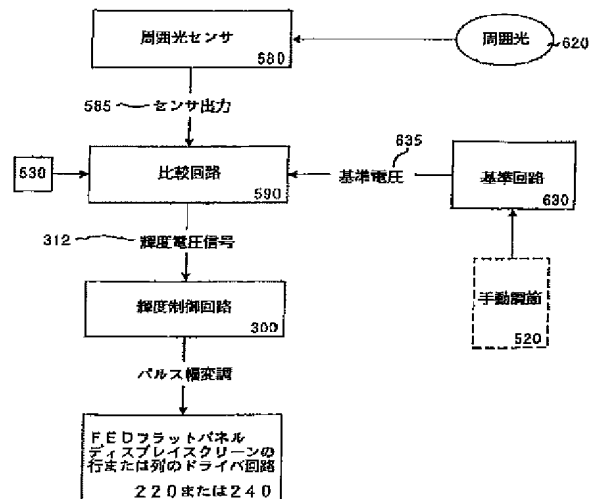 周囲光センサ
580
周囲光
620
585
センサ出力
635
530
比較回路
590
基準電圧
基準回路
630
312
輝度電圧信号
手動調節
520
輝度制御回路
300
パルス幅変調
FEDフラットパネル
ディスプレイスクリーンの
行または列のドライバ回路
220または240